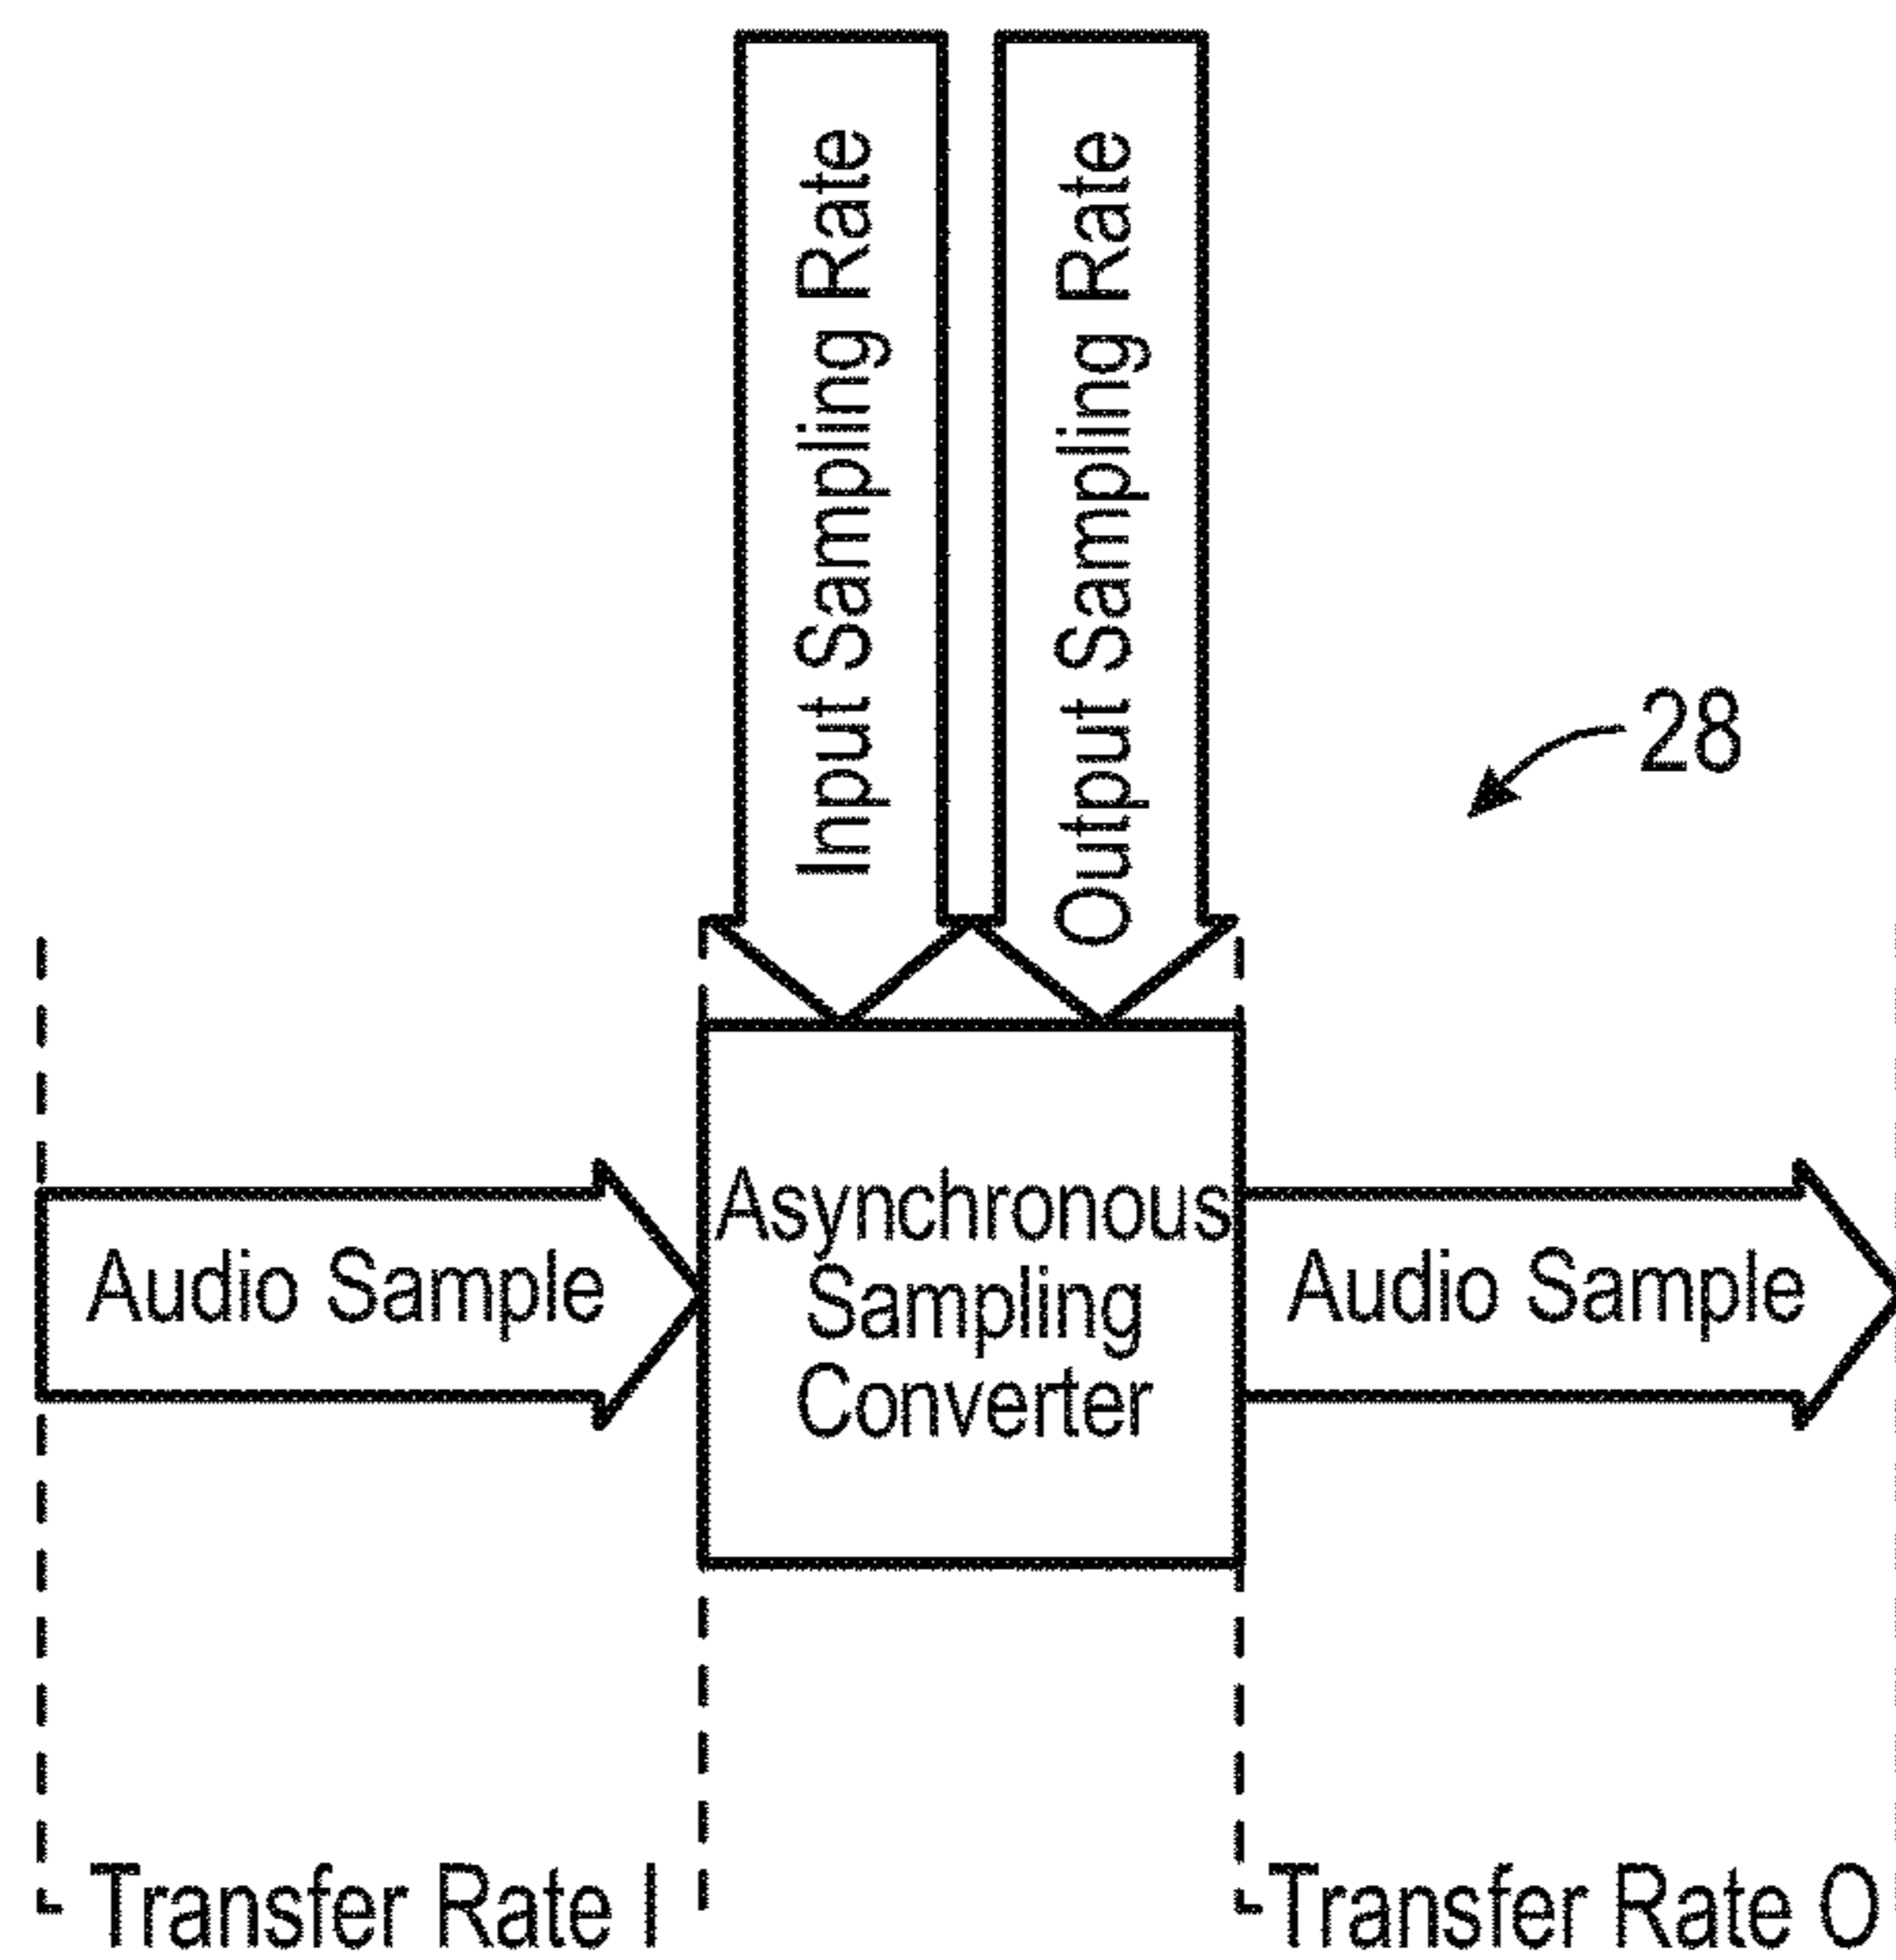 Input Sampling Rate
Output Sampling Rate
28
Audio Sample
Asynchronous
Sampling
Converter
Audio Sample
Transfer Rate I
Transfer Rate O